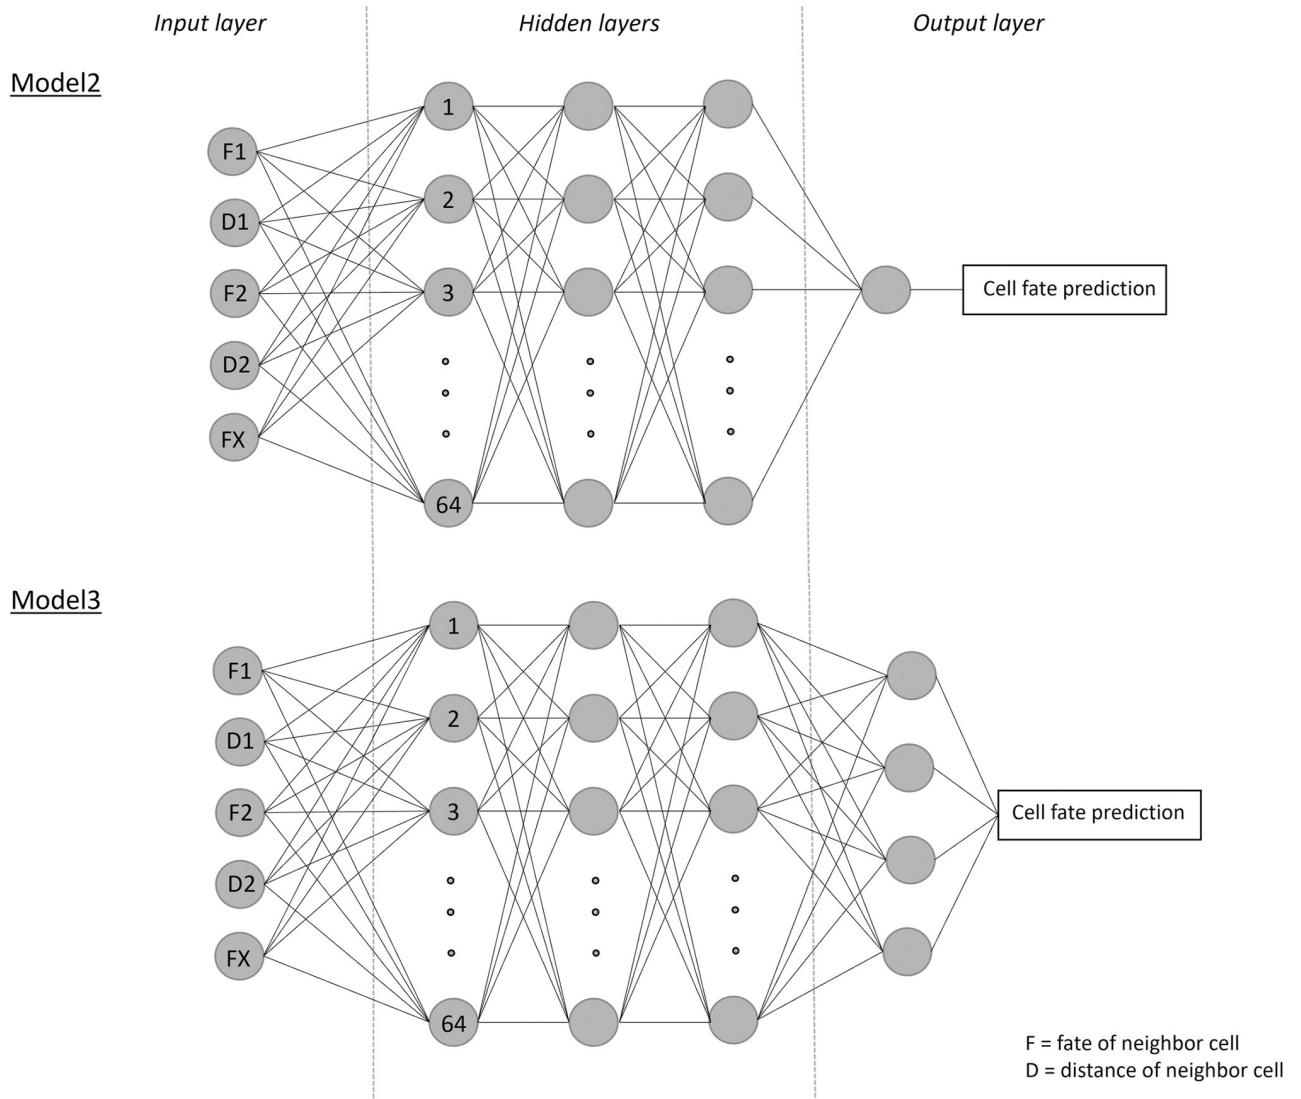 Input layer
Hidden layers
Output layer
Model2
F1
D1
F2
D2
FX
1
2
3
64
Cell fate prediction
Model3
F1
D1
F2
D2
FX
1
2
3
64
Cell fate prediction
F = fate of neighbor cell
D = distance of neighbor cell